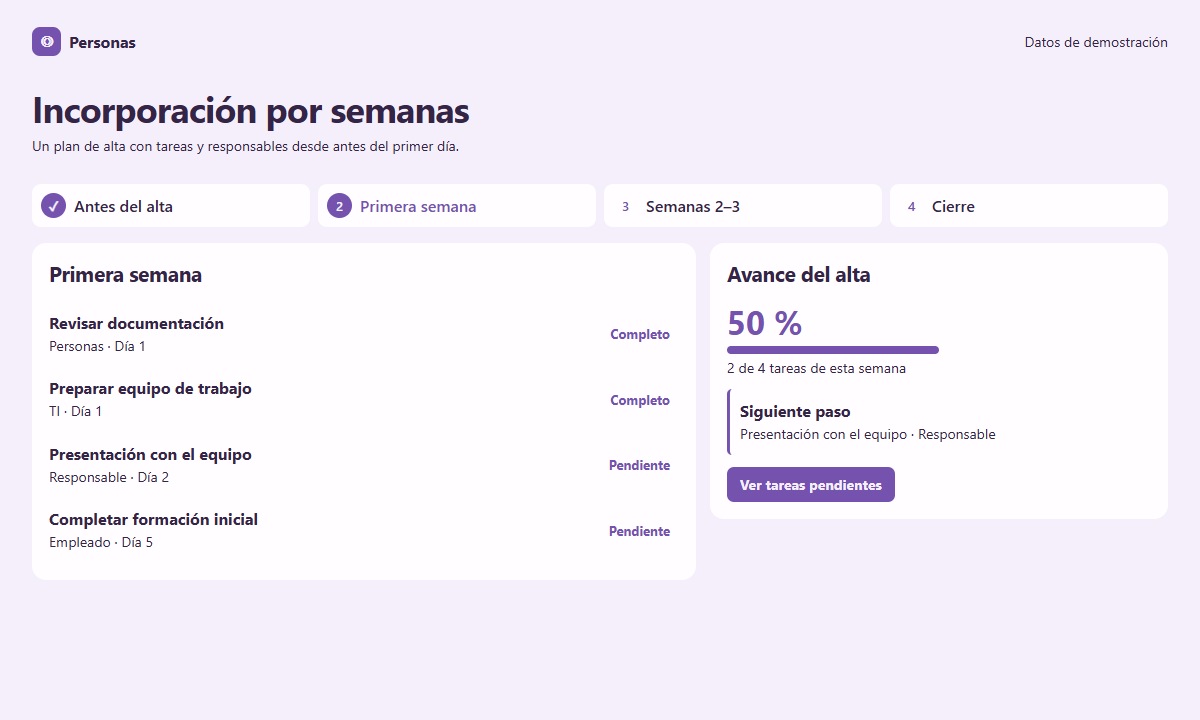 Personas
Datos de demostración
Incorporación por semanas
Un plan de alta con tareas y responsables desde antes del primer día.
✓ Antes del alta
2 Primera semana
3 Semanas 2–3
4 Cierre
Primera semana
Revisar documentación
Personas · Día 1
Completo
Preparar equipo de trabajo
TI · Día 1
Completo
Presentación con el equipo
Responsable · Día 2
Pendiente
Completar formación inicial
Empleado · Día 5
Pendiente
Avance del alta
50 %
2 de 4 tareas de esta semana
Siguiente paso
Presentación con el equipo · Responsable
Ver tareas pendientes